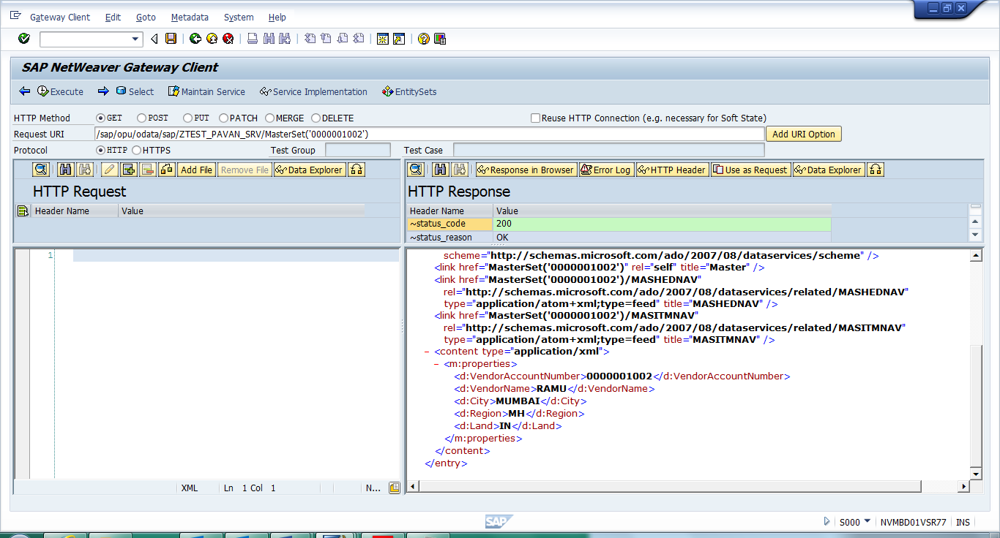 Gateway Client Edit Goto Metadata System Help
SAP NetWeaver Gateway Client
Execute Select Maintain Service Service Implementation EntitySets
HTTP Method GET POST PUT PATCH MERGE DELETE Reuse HTTP Connection (e.g. necessary for Soft State)
Request URI /sap/opu/odata/sap/ZTEST_PAVAN_SRV/MasterSet('0000001002') Add URI Option
Protocol HTTP HTTPS Test Group Test Case
Add File Remove File Data Explorer
HTTP Request
Header Name Value
1
XML Ln 1 Col 1 N...
Response in Browser Error Log HTTP Header Use as Request Data Explorer
HTTP Response
Header Name Value
~status_code 200
~status_reason OK
scheme="http://schemas.microsoft.com/ado/2007/08/dataservices/scheme" />
<link href="MasterSet('0000001002')" rel="self" title="Master" />
<link href="MasterSet('0000001002')/MASHEDNAV"
rel="http://schemas.microsoft.com/ado/2007/08/dataservices/related/MASHEDNAV"
type="application/atom+xml;type=feed" title="MASHEDNAV" />
<link href="MasterSet('0000001002')/MASITMNAV"
rel="http://schemas.microsoft.com/ado/2007/08/dataservices/related/MASITMNAV"
type="application/atom+xml;type=feed" title="MASITMNAV" />
- <content type="application/xml">
- <m:properties>
<d:VendorAccountNumber>0000001002</d:VendorAccountNumber>
<d:VendorName>RAMU</d:VendorName>
<d:City>MUMBAI</d:City>
<d:Region>MH</d:Region>
<d:Land>IN</d:Land>
</m:properties>
</content>
</entry>
SAP S000 NVMBD01VSR77 INS